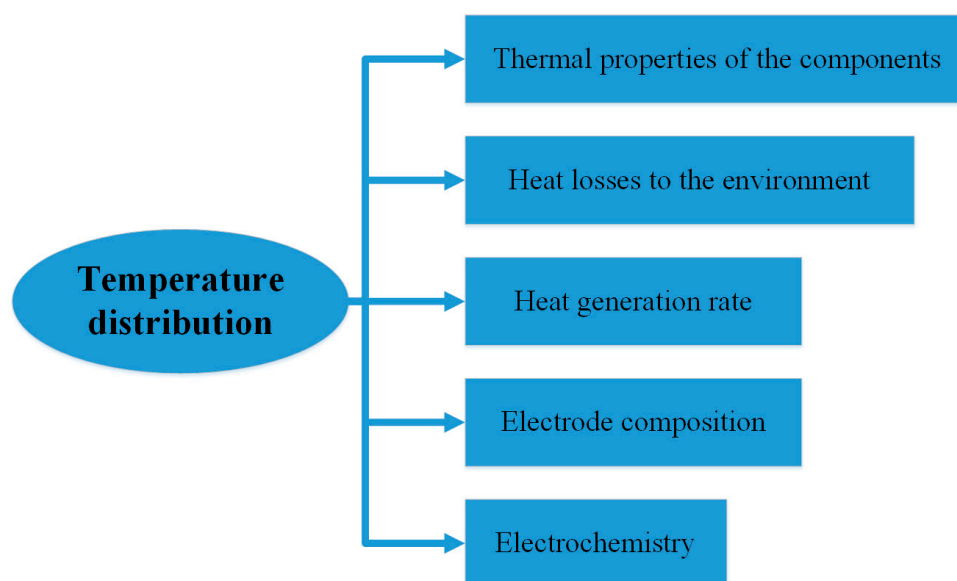 Thermal properties of the components
Heat losses to the environment
Temperature
distribution
Heat generation rate
Electrode composition
Electrochemistry